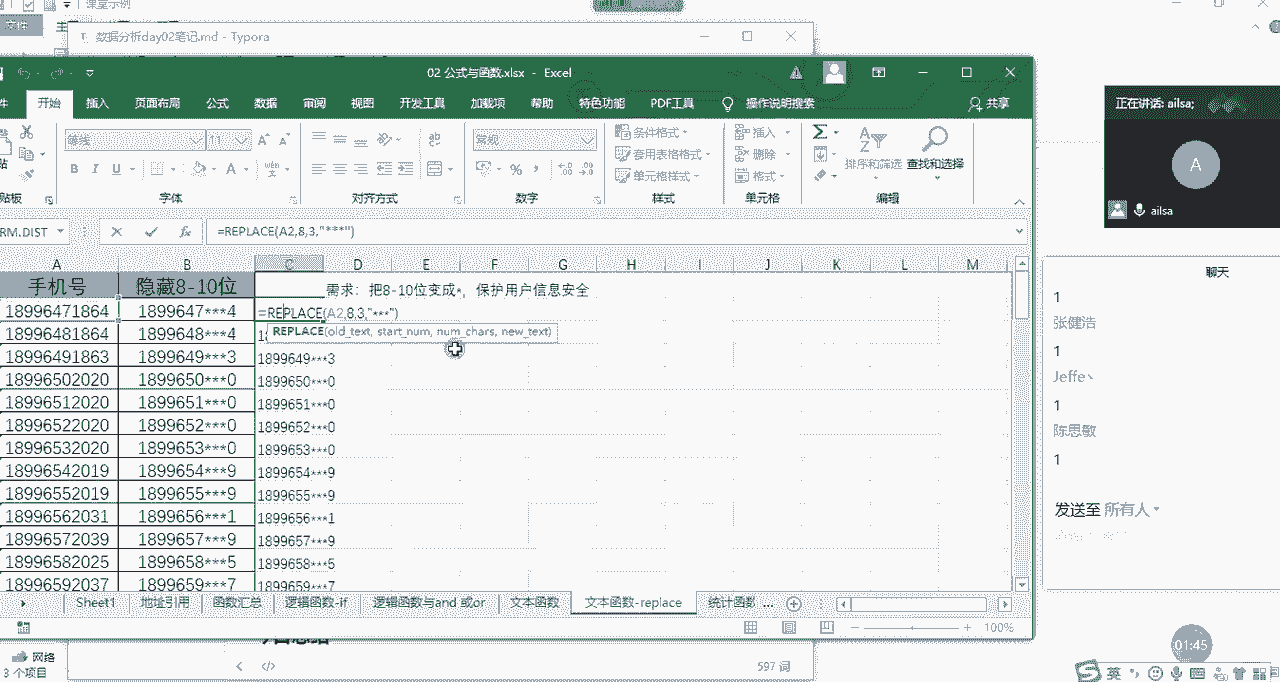 课堂示例
文件
数据分析day02笔记.md - Typora
02 公式与函数.xlsx - Excel
件 开始 插入 页面布局 公式 数据 审阅 视图 开发工具 加载项 帮助 特色功能 PDF工具 操作说明搜索 共享
等线 11 常规 条件格式 插入
套用表格格式 删除 排序和筛选 查找和选择
单元格样式 格式
贴板 字体 对齐方式 数字 样式 单元格 编辑
RM.DIST =REPLACE(A2,8,3,"***")
A B C D E F G H I J K L M
手机号 隐藏8-10位 需求：把8-10位变成*，保护用户信息安全
18996471864 1899647***4 =REPLACE(A2,8,3,"***")
REPLACE(old_text, start_num, num_chars, new_text)
18996481864 1899648***4
18996491863 1899649***3 1899649***3
18996502020 1899650***0 1899650***0
18996512020 1899651***0 1899651***0
18996522020 1899652***0 1899652***0
18996532020 1899653***0 1899653***0
18996542019 1899654***9 1899654***9
18996552019 1899655***9 1899655***9
18996562031 1899656***1 1899656***1
18996572039 1899657***9 1899657***9
18996582025 1899658***5 1899658***5
18996592037 1899659***7 1899659***7
Sheet1 地址引用 函数汇总 逻辑函数-if 逻辑函数与and 或or 文本函数 文本函数-replace 统计函数 ...
100%
597 词
网络
3 个项目
正在讲话: ailsa;
A
ailsa
聊天
1
张健浩
1
Jeffe丶
1
陈思敏
1
发送至 所有人
01:45
英